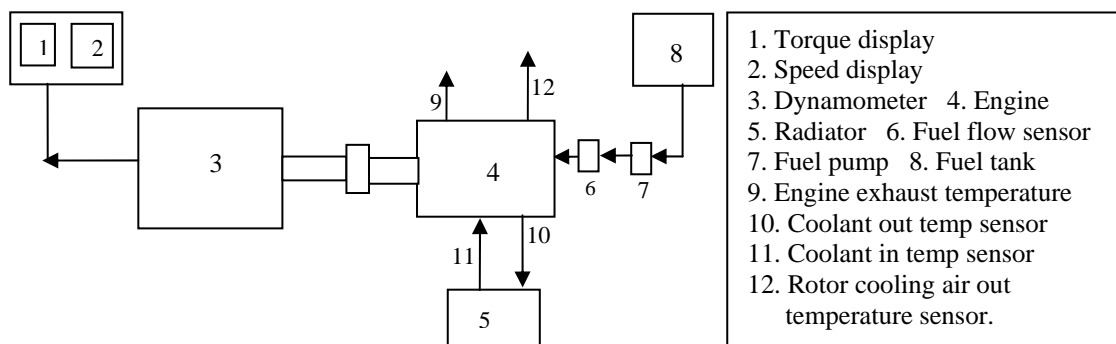 1
2
3
4
5
6
7
8
9
12
10
11
1. Torque display
2. Speed display
3. Dynamometer 4. Engine
5. Radiator 6. Fuel flow sensor
7. Fuel pump 8. Fuel tank
9. Engine exhaust temperature
10. Coolant out temp sensor
11. Coolant in temp sensor
12. Rotor cooling air out
temperature sensor.